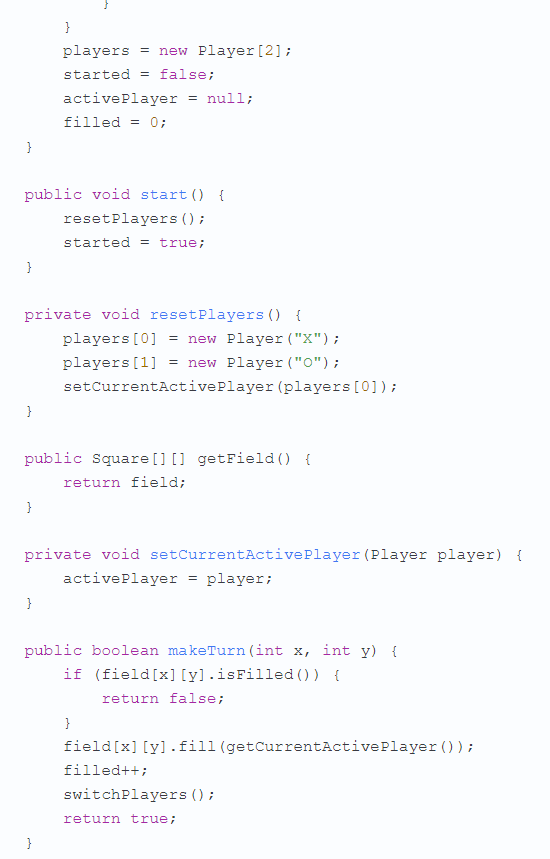 }
    }
    players = new Player[2];
    started = false;
    activePlayer = null;
    filled = 0;
}

public void start() {
    resetPlayers();
    started = true;
}

private void resetPlayers() {
    players[0] = new Player("X");
    players[1] = new Player("O");
    setCurrentActivePlayer(players[0]);
}

public Square[][] getField() {
    return field;
}

private void setCurrentActivePlayer(Player player) {
    activePlayer = player;
}

public boolean makeTurn(int x, int y) {
    if (field[x][y].isFilled()) {
        return false;
    }
    field[x][y].fill(getCurrentActivePlayer());
    filled++;
    switchPlayers();
    return true;
}